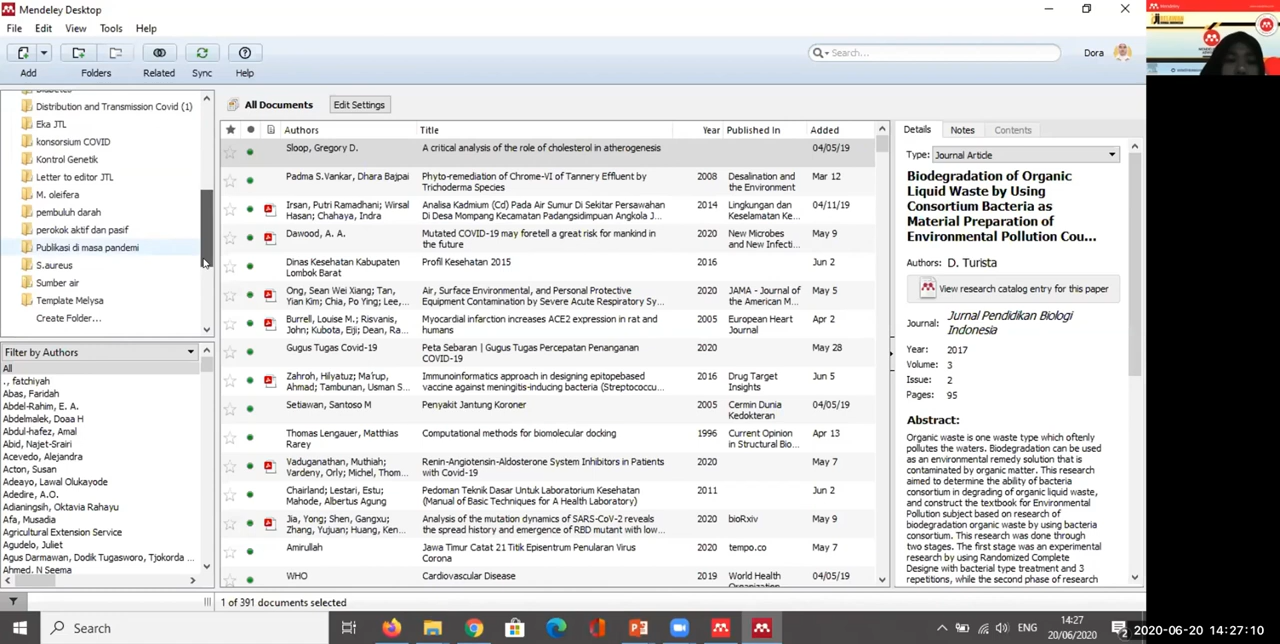 Mendeley Desktop
File Edit View Tools Help
Add Folders Related Sync Help
Search...
Dora
Diabetes
Distribution and Transmission Covid (1)
Eka JTL
konsorsium COVID
Kontrol Genetik
Letter to editor JTL
M. oleifera
pembuluh darah
perokok aktif dan pasif
Publikasi di masa pandemi
S.aureus
Sumber air
Template Melysa
Create Folder...
Filter by Authors
All
., fatchiyah
Abas, Faridah
Abdel-Rahim, E. A.
Abdelmalek, Doaa H
Abdul-hafez, Amal
Abid, Najet-Srairi
Acevedo, Alejandra
Acton, Susan
Adeayo, Lawal Olukayode
Adedire, A.O.
Adianingsih, Oktavia Rahayu
Afa, Musadia
Agricultural Extension Service
Agudelo, Juliet
Agus Darmawan, Dodik Tugasworo, Tjokorda ...
Ahmed, N Seema
All Documents Edit Settings
Authors Title Year Published In Added
Sloop, Gregory D. A critical analysis of the role of cholesterol in atherogenesis 04/05/19
Padma S.Vankar, Dhara Bajpai Phyto-remediation of Chrome-VI of Tannery Effluent by 2008 Desalination and Mar 12
Trichoderma Species the Environment
Irsan, Putri Ramadhani; Wirsal Analisa Kadmium (Cd) Pada Air Sumur Di Sekitar Persawahan 2014 Lingkungan dan 04/11/19
Hasan; Chahaya, Indra Di Desa Mompang Kecamatan Padangsidimpuan Angkola J... Keselamatan Ke...
Dawood, A. A. Mutated COVID-19 may foretell a great risk for mankind in 2020 New Microbes May 9
the future and New Infecti...
Dinas Kesehatan Kabupaten Profil Kesehatan 2015 2016 Jun 2
Lombok Barat
Ong, Sean Wei Xiang; Tan, Air, Surface Environmental, and Personal Protective 2020 JAMA - Journal of May 5
Yian Kim; Chia, Po Ying; Lee,... Equipment Contamination by Severe Acute Respiratory Sy... the American M...
Burrell, Louise M.; Risvanis, Myocardial infarction increases ACE2 expression in rat and 2005 European Heart Apr 2
John; Kubota, Eiji; Dean, Ra... humans Journal
Gugus Tugas Covid-19 Peta Sebaran | Gugus Tugas Percepatan Penanganan 2020 May 28
COVID-19
Zahroh, Hilyatuz; Ma'rup, Immunoinformatics approach in designing epitopebased 2016 Drug Target Jun 5
Ahmad; Tambunan, Usman S... vaccine against meningitis-inducing bacteria (Streptococcu... Insights
Setiawan, Santoso M Penyakit Jantung Koroner 2005 Cermin Dunia 04/05/19
Kedokteran
Thomas Lengauer, Matthias Computational methods for biomolecular docking 1996 Current Opinion Apr 13
Rarey in Structural Bio...
Vaduganathan, Muthiah; Renin-Angiotensin-Aldosterone System Inhibitors in Patients 2020 May 7
Vardeny, Orly; Michel, Thom... with Covid-19
Chairland; Lestari, Estu; Pedoman Teknik Dasar Untuk Laboratorium Kesehatan 2011 Jun 2
Mahode, Albertus Agung (Manual of Basic Techniques for A Health Laboratory)
Jia, Yong; Shen, Gangxu; Analysis of the mutation dynamics of SARS-CoV-2 reveals 2020 bioRxiv May 9
Zhang, Yujuan; Huang, Ken... the spread history and emergence of RBD mutant with low...
Amirullah Jawa Timur Catat 21 Titik Episentrum Penularan Virus 2020 tempo.co May 7
Corona
WHO Cardiovascular Disease 2019 World Health 04/05/19
Organization
Details Notes Contents
Type: Journal Article
Biodegradation of Organic
Liquid Waste by Using
Consortium Bacteria as
Material Preparation of
Environmental Pollution Cou...
Authors: D. Turista
View research catalog entry for this paper
Journal: Jurnal Pendidikan Biologi
Indonesia
Year: 2017
Volume: 3
Issue: 2
Pages: 95
Abstract:
Organic waste is one waste type which oftenly
pollutes the waters. Biodegradation can be used
as an environmental remedy solution that is
contaminated by organic matter. This research
aimed to determine the ability of bacteria
consortium in degrading of organic liquid waste,
and construct the textbook for Environmental
Pollution subject based on research of
biodegradation organic waste by using bacteria
consortium. This research was done through
two stages. The first stage was an experimental
research by using Randomized Complete
Designe with bacterial type treatment and 3
repetitions, while the second phase of research
1 of 391 documents selected
Search
ENG
14:27
20/06/2020
2
2020-06-20 14:27:10